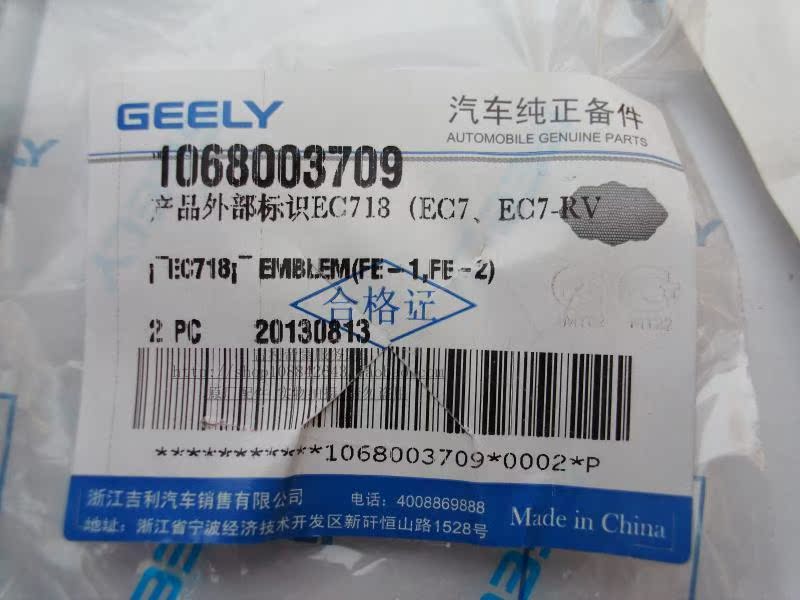 GEELY
汽车纯正备件
AUTOMOBILE GENUINE PARTS
1068003709
产品外部标识EC718（EC7、EC7-RV
EC718 EMBLEM(FE-1,FE-2)
合格证
2 PC 20130813
***********1068003709*0002*P
浙江吉利汽车销售有限公司 电话：4008869888
地址：浙江省宁波经济技术开发区新矸恒山路1528号
Made in China